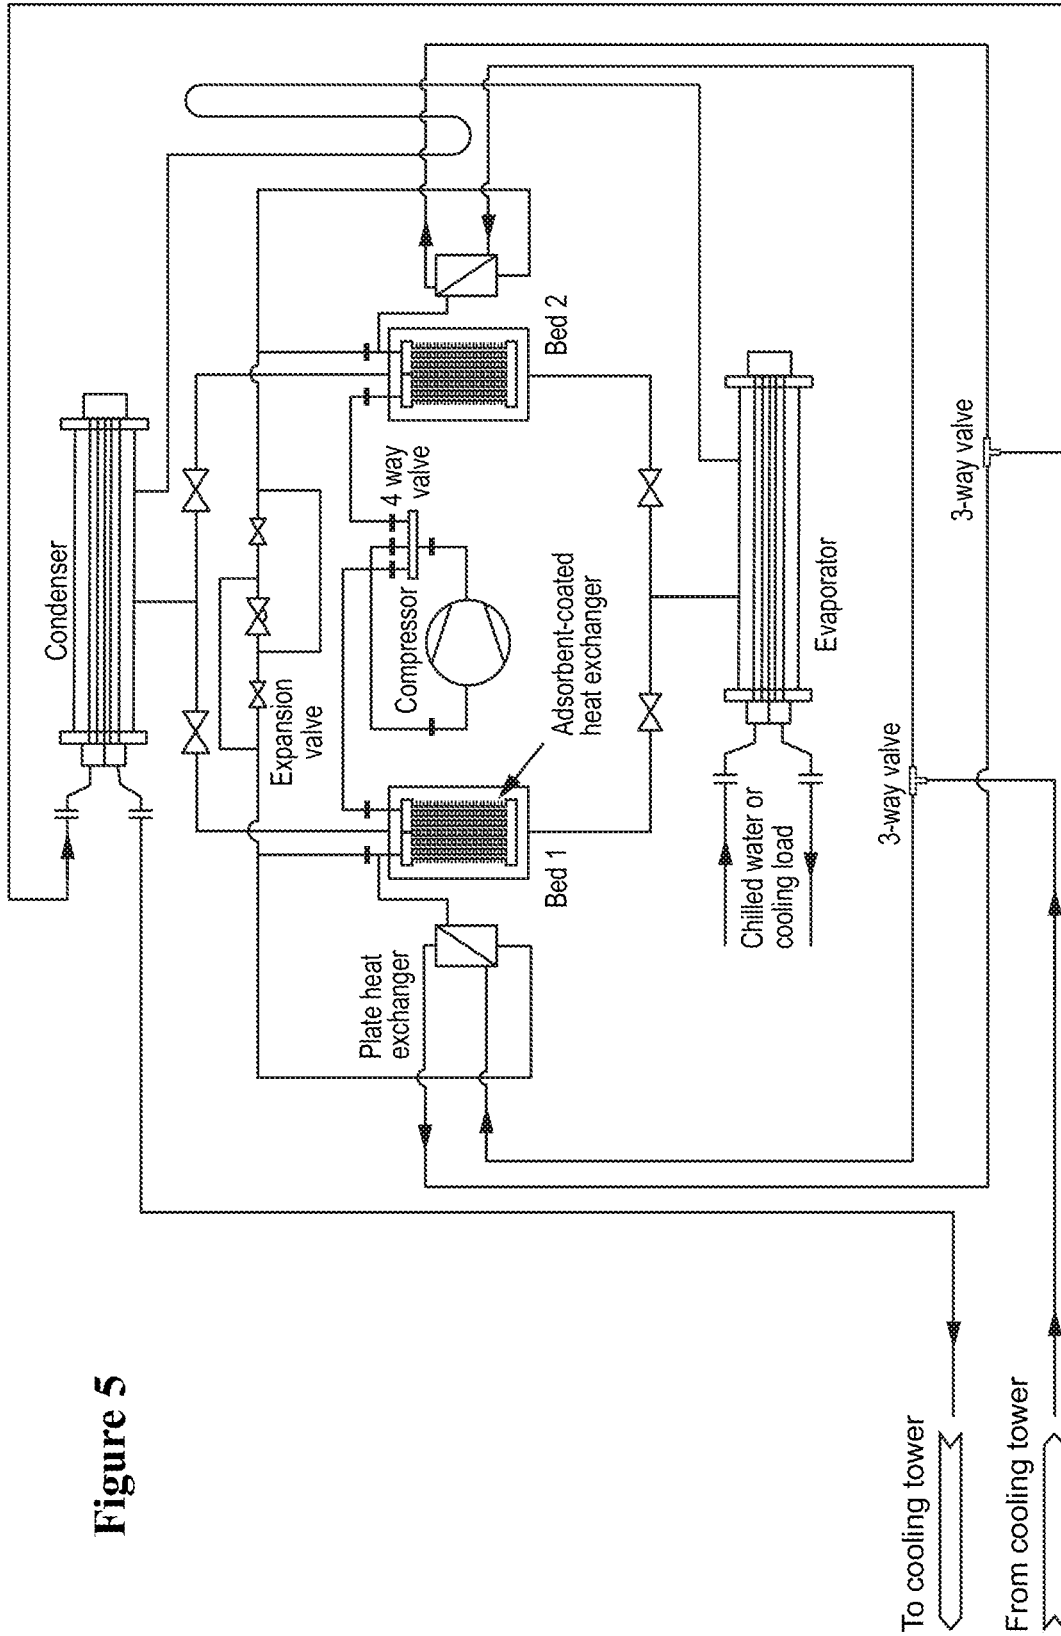 Condenser
Expansion
valve
Compressor
4 way
valve
Plate heat
exchanger
Bed 1
Adsorbent-coated
heat exchanger
Bed 2
Chilled water or
cooling load
Evaporator
3-way valve
3-way valve
To cooling tower
From cooling tower
Figure 5